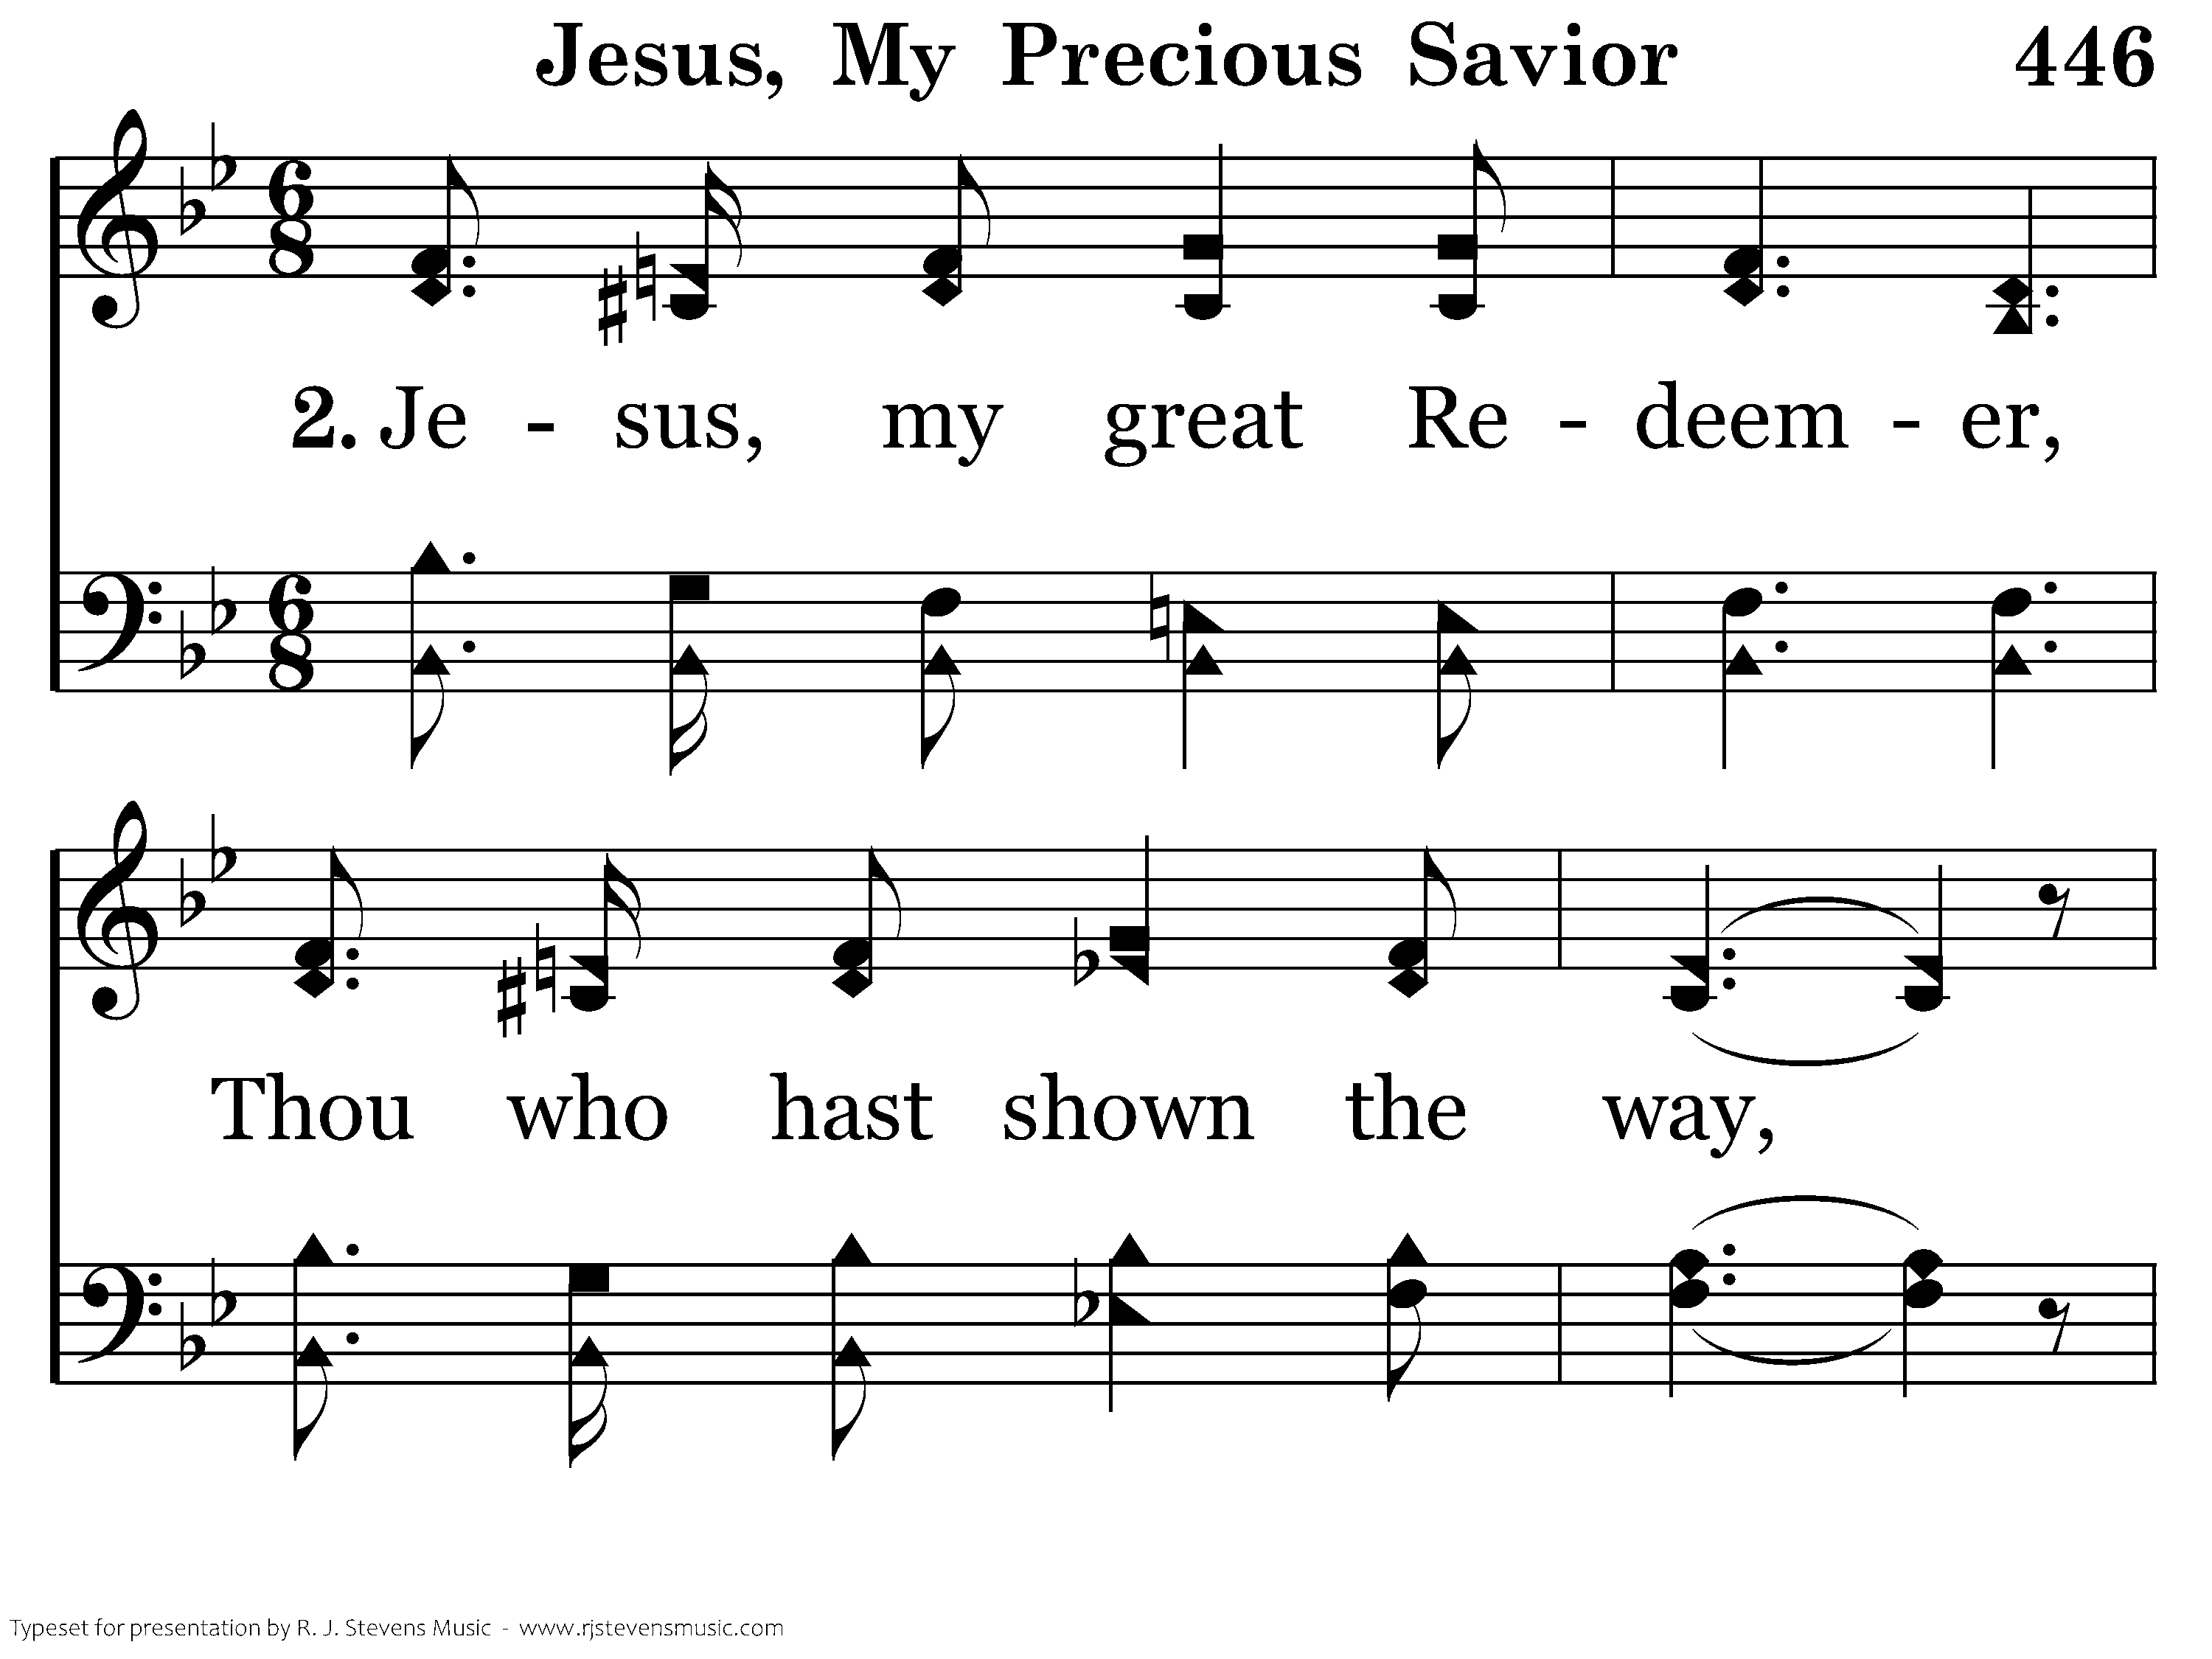 Jesus, My Precious Savior 446
2. Je - sus, my great Re - deem - er,
Thou who hast shown the way,
Typeset for presentation by R. J. Stevens Music - www.rjstevensmusic.com